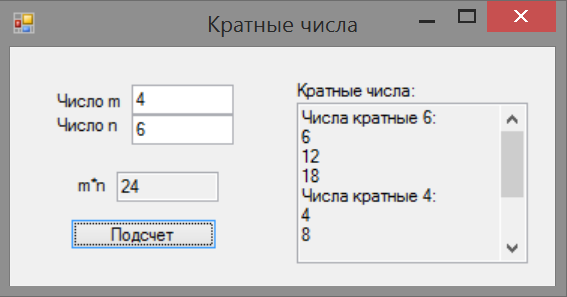 Кратные числа
Число m 4
Число n 6
m*n 24
Подсчет
Кратные числа:
Числа кратные 6:
6
12
18
Числа кратные 4:
4
8